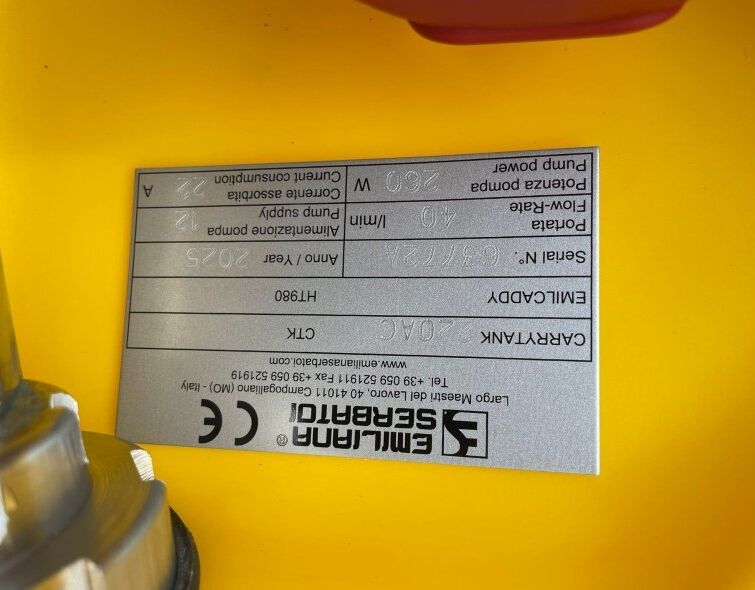 EMILIANA®
SERBATOI
CE
Largo Maestri del Lavoro, 40 41011 Campogalliano (MO) - Italy
Tel. +39 059 521911 Fax +39 059 521919
www.emilianaserbatoi.com
CARRYTANK 220AC CTK
EMILCADDY HT980
Serial N°. Anno / Year 2025
Portata
Flow-Rate 40 l/min
Alimentazione pompa
Pump supply 12
Potenza pompa
Pump power 260 W
Corrente assorbita
Current consumption 22 A